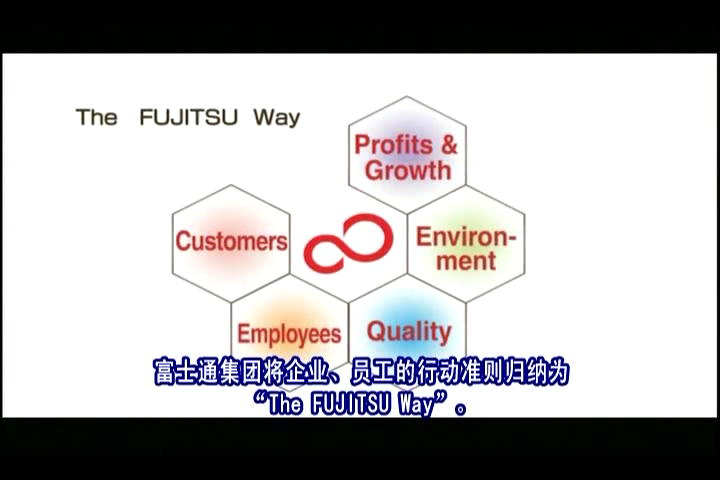 The FUJITSU Way
Profits &
Growth
Customers
Environ-
ment
Employees
Quality
富士通集团将企业、员工的行动准则归纳为
“The FUJITSU Way”。